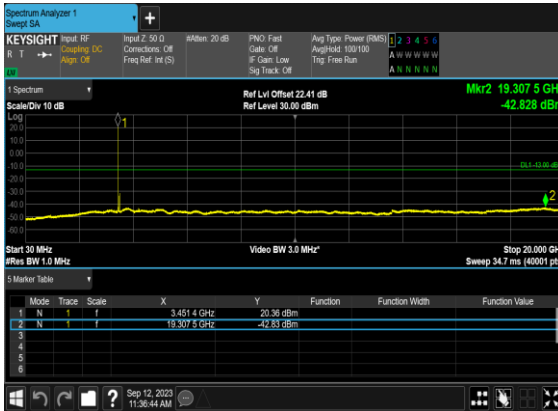 Spectrum Analyzer 1
Swept SA
+
KEYSIGHT Input: RF Input Z: 50 Ω #Atten: 20 dB PNO: Fast Avg Type: Power (RMS) 1 2 3 4 5 6
R T Coupling: DC Corrections: Off Gate: Off Avg|Hold: 100/100 A W W W W W
Align: Off Freq Ref: Int (S) IF Gain: Low Trig: Free Run
Sig Track: Off A N N N N N
1 Spectrum Mkr2 19.307 5 GHz
Ref Lvl Offset 22.41 dB
Scale/Div 10 dB Ref Level 30.00 dBm -42.828 dBm
Log
1
20.0
10.0
0.00
-10.0
DL1 -13.00 dB
-20.0
-30.0
2
-40.0
-50.0
-60.0
Start 30 MHz Video BW 3.0 MHz* Stop 20.000 GH
#Res BW 1.0 MHz Sweep 34.7 ms (40001 pt
5 Marker Table
Mode Trace Scale X Y Function Function Width Function Value
1 N 1 f 3.451 4 GHz 20.36 dBm
2 N 1 f 19.307 5 GHz -42.83 dBm
3
4
5
6
?
Sep 12, 2023
11:36:44 AM